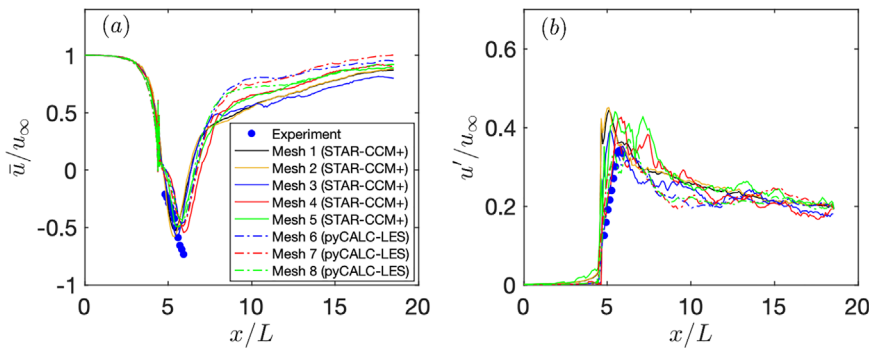 (a)
1
0.5
0
-0.5
-1
ū/u∞
0
5
10
15
20
x/L
Experiment
Mesh 1 (STAR-CCM+)
Mesh 2 (STAR-CCM+)
Mesh 3 (STAR-CCM+)
Mesh 4 (STAR-CCM+)
Mesh 5 (STAR-CCM+)
Mesh 6 (pyCALC-LES)
Mesh 7 (pyCALC-LES)
Mesh 8 (pyCALC-LES)
(b)
0.6
0.4
0.2
0
u′/u∞
0
5
10
15
20
x/L